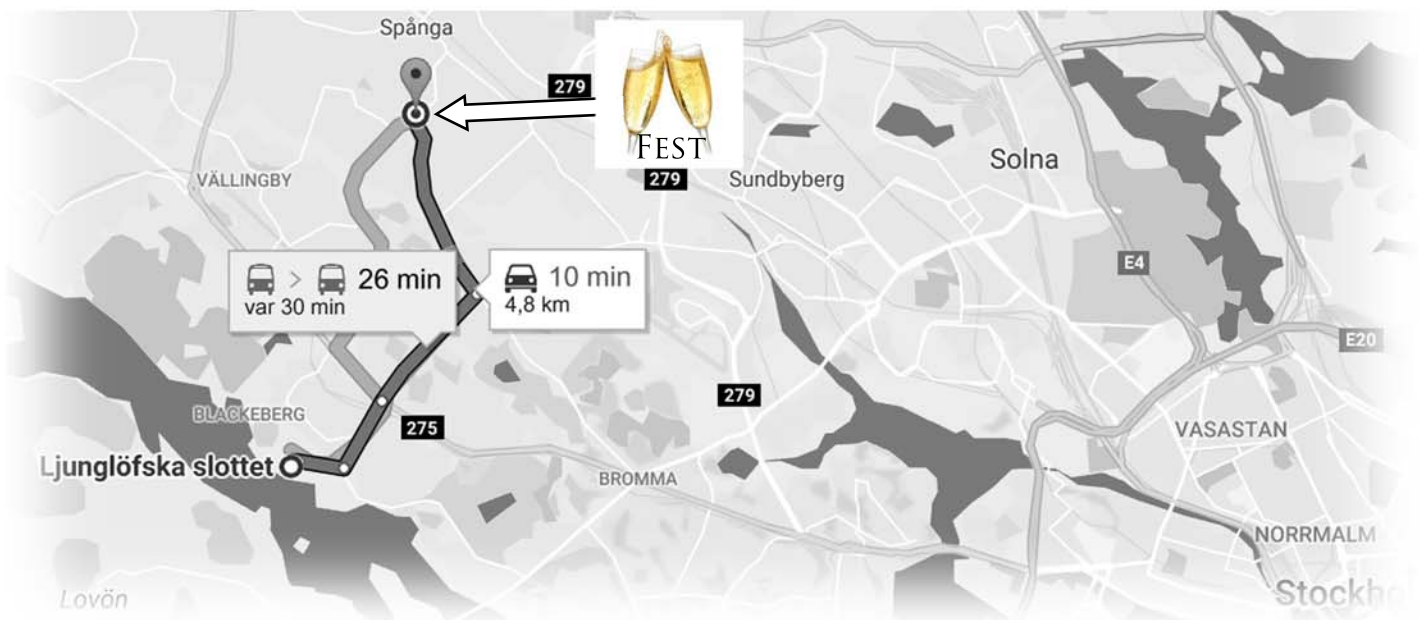 Spånga
279
FEST
279
Sundbyberg
Solna
VÄLLINGBY
E4
26 min
var 30 min
10 min
4,8 km
E20
279
BLACKEBERG
275
VASASTAN
Ljunglöfska slottet
BROMMA
NORRMALM
Stockho
Lovön